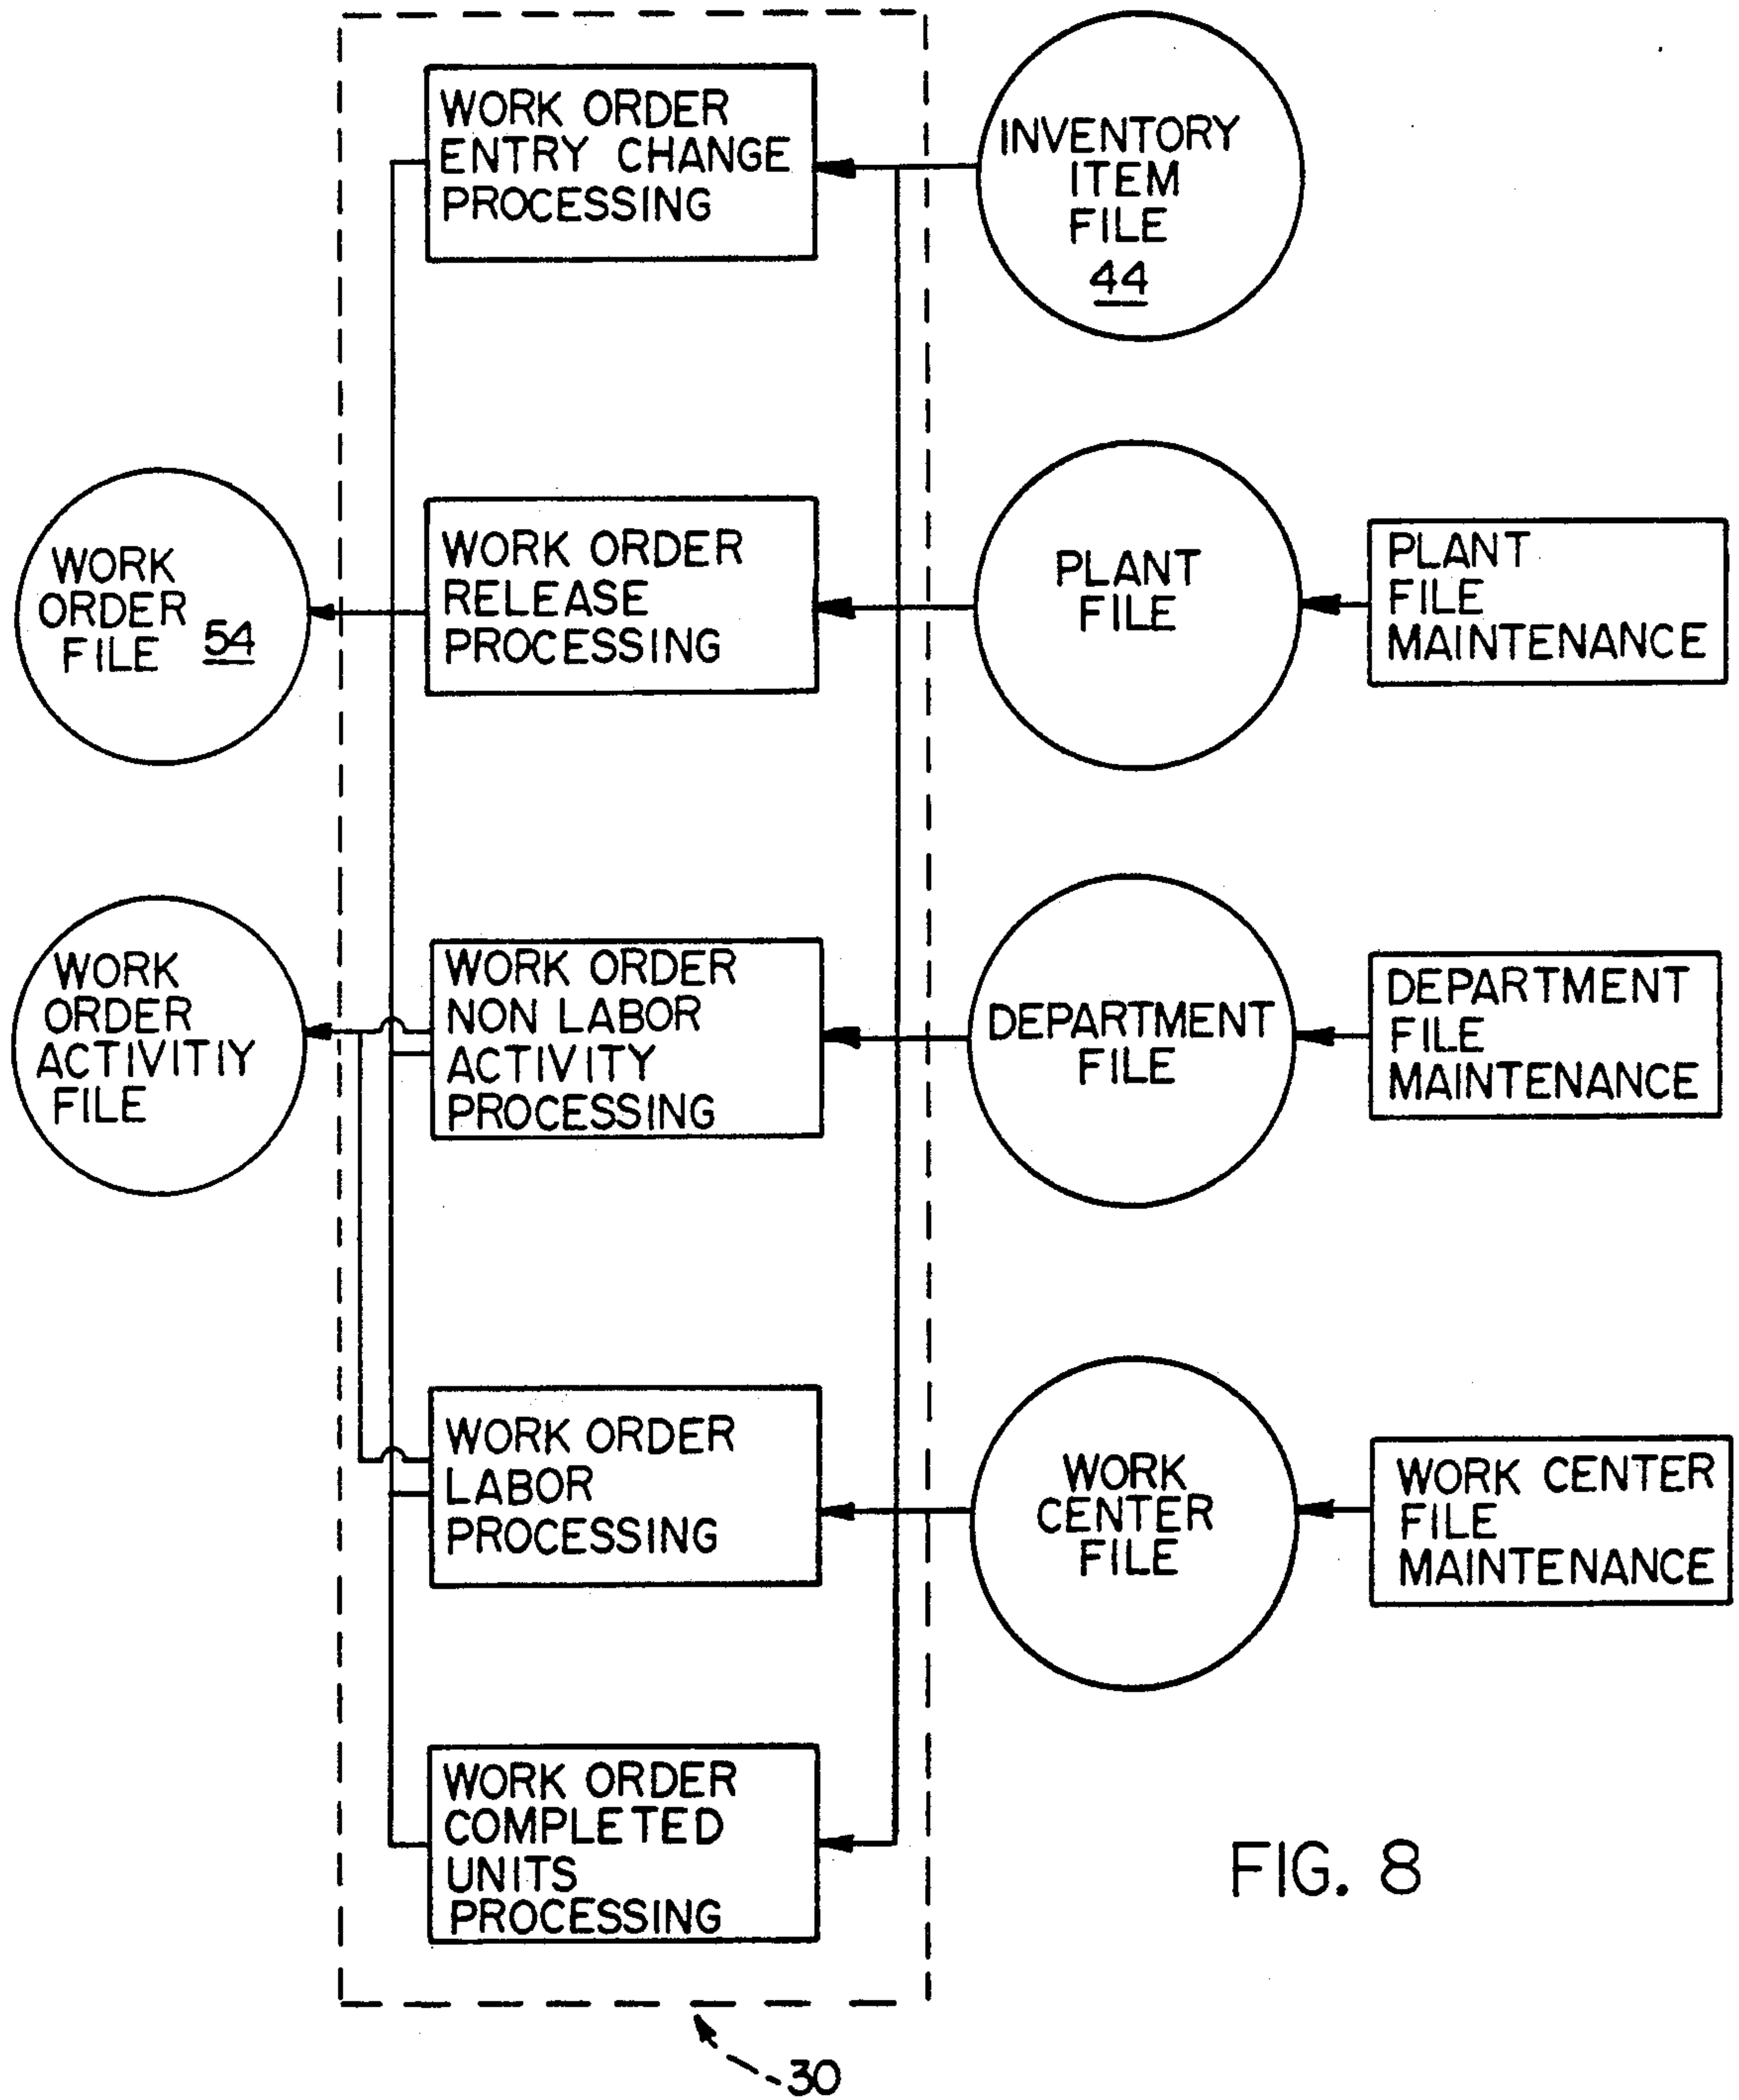 WORK ORDER
ENTRY CHANGE
PROCESSING
INVENTORY
ITEM
FILE
44
WORK
ORDER
FILE 54
WORK ORDER
RELEASE
PROCESSING
PLANT
FILE
PLANT
FILE
MAINTENANCE
WORK
ORDER
ACTIVITIY
FILE
WORK ORDER
NON LABOR
ACTIVITY
PROCESSING
DEPARTMENT
FILE
DEPARTMENT
FILE
MAINTENANCE
WORK ORDER
LABOR
PROCESSING
WORK
CENTER
FILE
WORK CENTER
FILE
MAINTENANCE
WORK ORDER
COMPLETED
UNITS
PROCESSING
FIG. 8
30